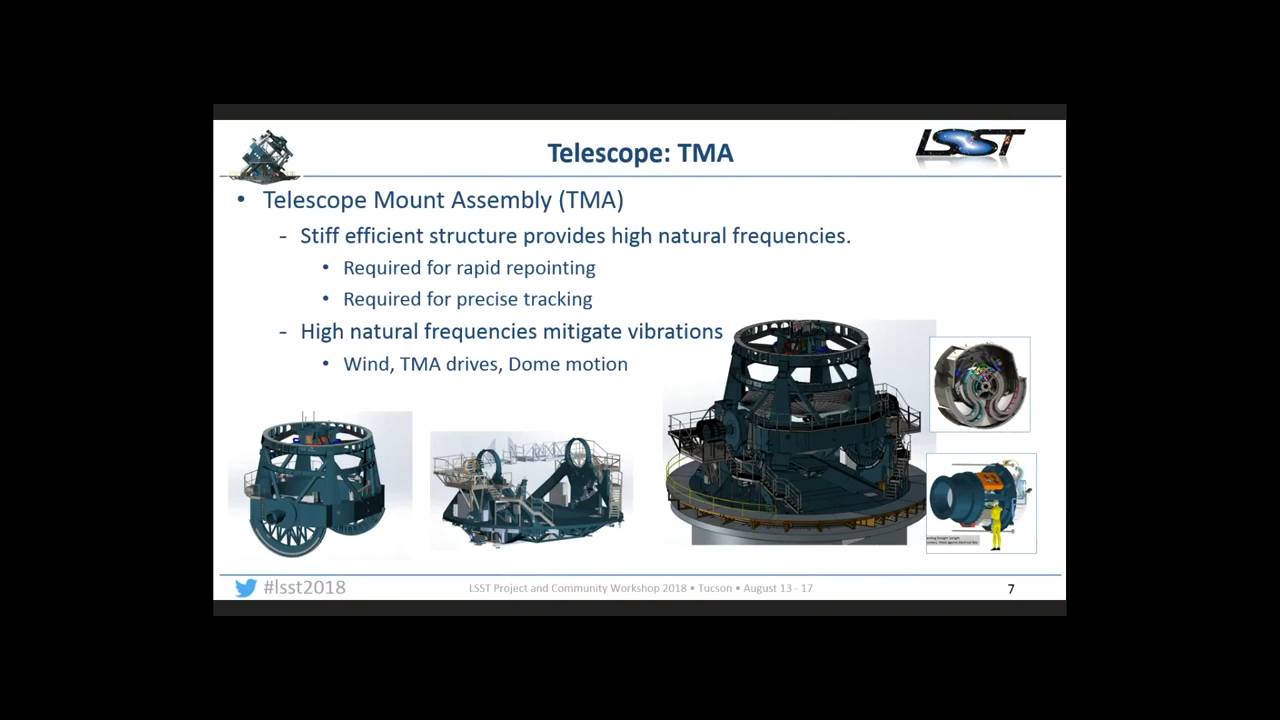 Telescope: TMA
LSST
• Telescope Mount Assembly (TMA)
- Stiff efficient structure provides high natural frequencies.
• Required for rapid repointing
• Required for precise tracking
- High natural frequencies mitigate vibrations
• Wind, TMA drives, Dome motion
#lsst2018
LSST Project and Community Workshop 2018 • Tucson • August 13 - 17
7